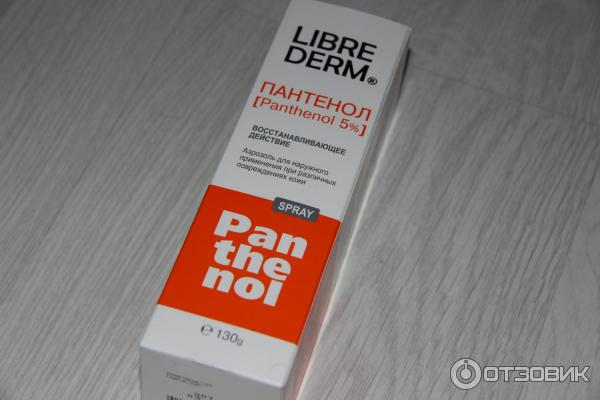 LIBRE
DERM®
ПАНТЕНОЛ
[Panthenol 5%]
ВОССТАНАВЛИВАЮЩЕЕ
ДЕЙСТВИЕ
Аэрозоль для наружного
применения при различных
повреждениях кожи
SPRAY
Pan
the
nol
℮ 130g
ОТЗОВИК